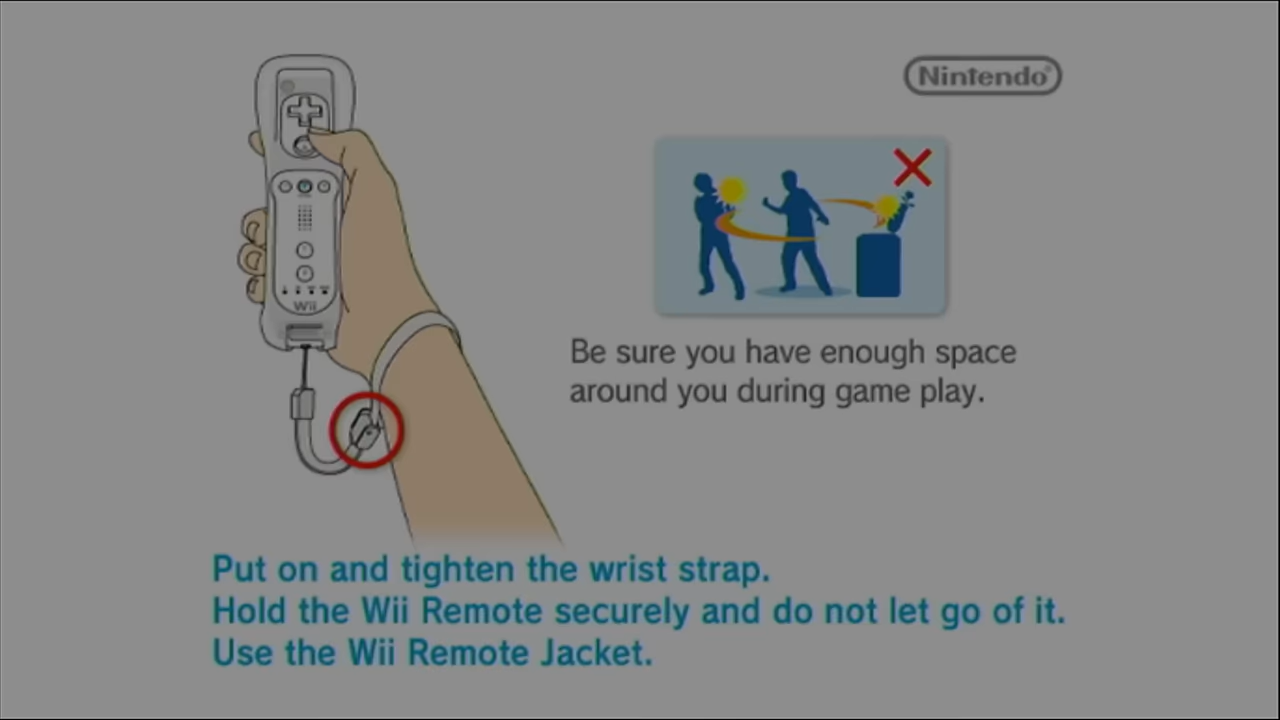 Nintendo®
Be sure you have enough space
around you during game play.
Wii
Put on and tighten the wrist strap.
Hold the Wii Remote securely and do not let go of it.
Use the Wii Remote Jacket.